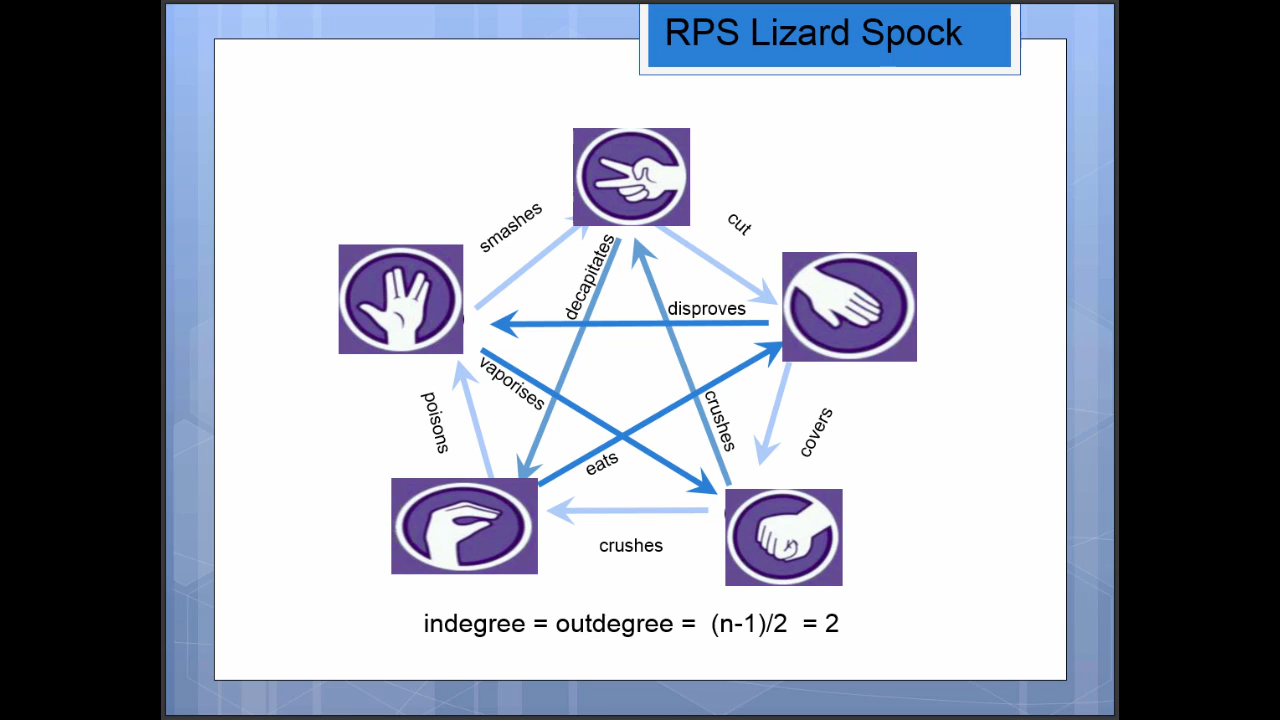 RPS Lizard Spock
smashes
cut
decapitates
disproves
vaporises
poisons
crushes
covers
eats
crushes
indegree = outdegree = (n-1)/2 = 2